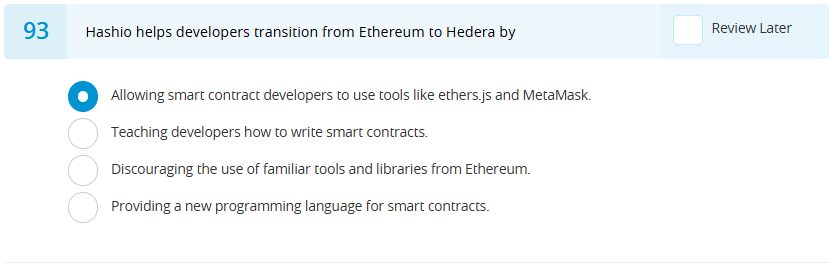 93
Hashio helps developers transition from Ethereum to Hedera by
Review Later
Allowing smart contract developers to use tools like ethers.js and MetaMask.
Teaching developers how to write smart contracts.
Discouraging the use of familiar tools and libraries from Ethereum.
Providing a new programming language for smart contracts.